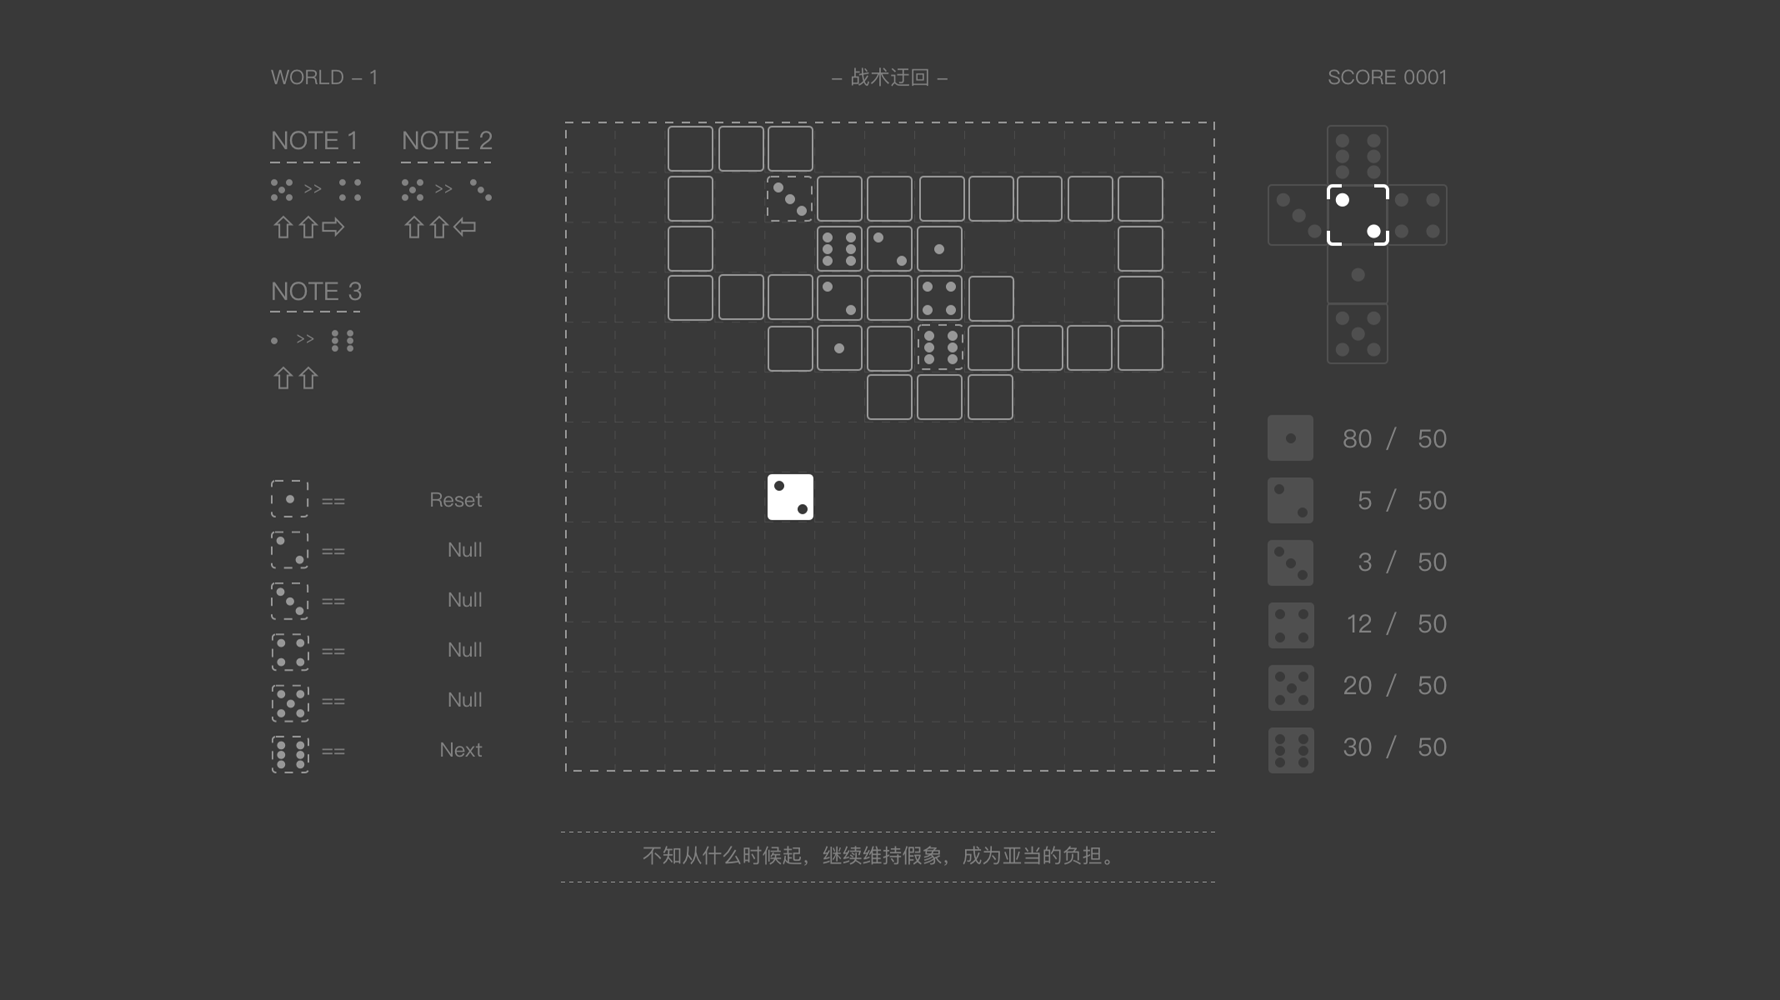 WORLD – 1
– 战术迂回 –
SCORE 0001
NOTE 1
NOTE 2
>>
>>
NOTE 3
>>
== Reset
== Null
== Null
== Null
== Null
== Next
80 / 50
5 / 50
3 / 50
12 / 50
20 / 50
30 / 50
不知从什么时候起，继续维持假象，成为亚当的负担。